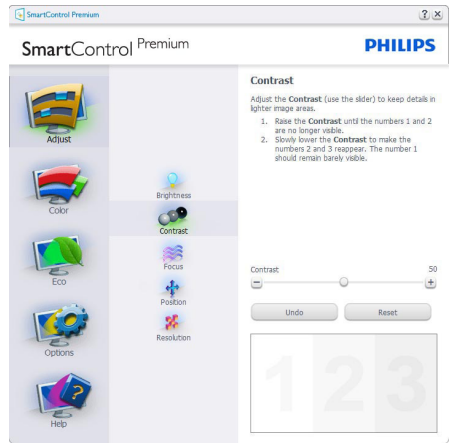 SmartControl Premium
SmartControl Premium
PHILIPS
Adjust
Color
Eco
Options
Help
Brightness
Contrast
Focus
Position
Resolution
Contrast
Adjust the Contrast (use the slider) to keep details in
lighter image areas.
1. Raise the Contrast until the numbers 1 and 2
are no longer visible.
2. Slowly lower the Contrast to make the
numbers 2 and 3 reappear. The number 1
should remain barely visible.
Contrast 50
Undo Reset
1 2 3